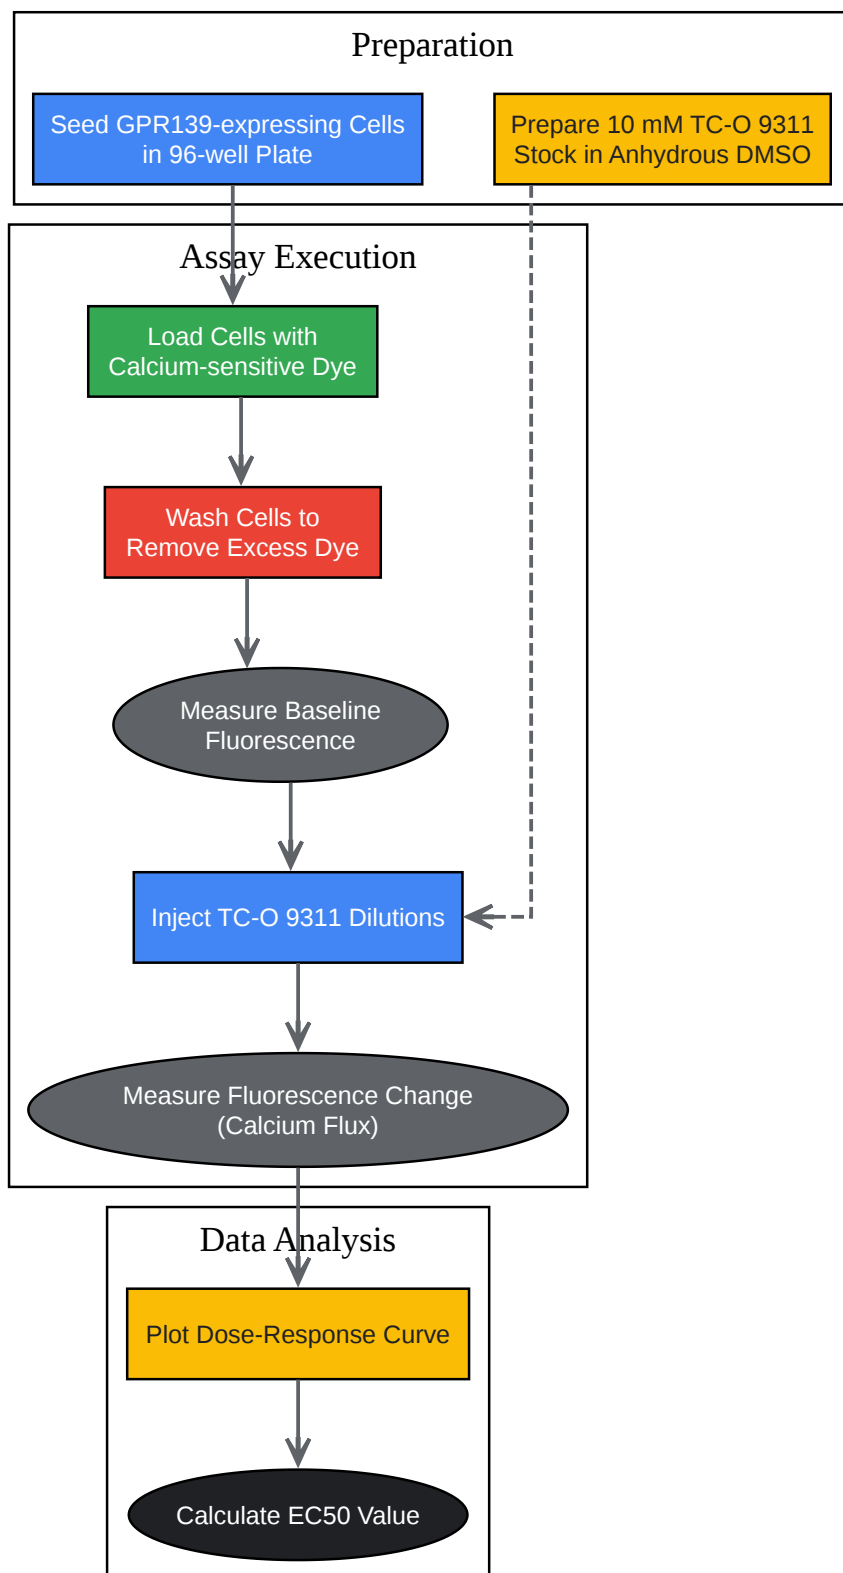 Preparation
Seed GPR139-expressing Cells
in 96-well Plate
Prepare 10 mM TC-O 9311
Stock in Anhydrous DMSO
Assay Execution
Load Cells with
Calcium-sensitive Dye
Wash Cells to
Remove Excess Dye
Measure Baseline
Fluorescence
Inject TC-O 9311 Dilutions
Measure Fluorescence Change
(Calcium Flux)
Data Analysis
Plot Dose-Response Curve
Calculate EC50 Value